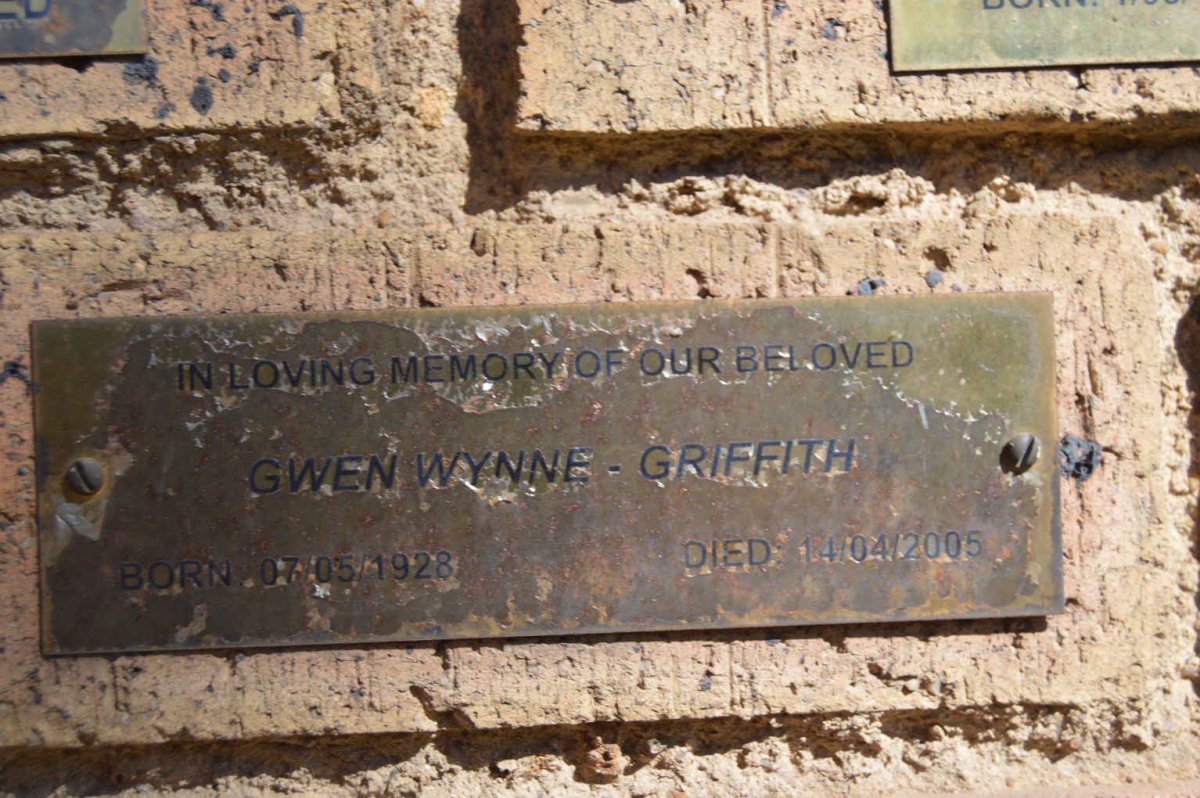 IN LOVING MEMORY OF OUR BELOVED
GWEN WYNNE - GRIFFITH
BORN: 07/05/1928 DIED: 14/04/2005